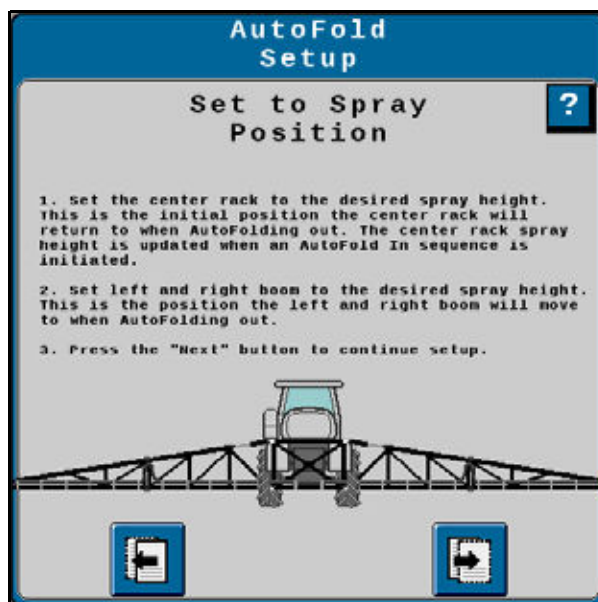 AutoFold
Setup
Set to Spray
Position
?
1. Set the center rack to the desired spray height.
This is the initial position the center rack will
return to when AutoFolding out. The center rack spray
height is updated when an AutoFold In sequence is
initiated.
2. Set left and right boom to the desired spray height.
This is the position the left and right boom will move
to when AutoFolding out.
3. Press the "Next" button to continue setup.